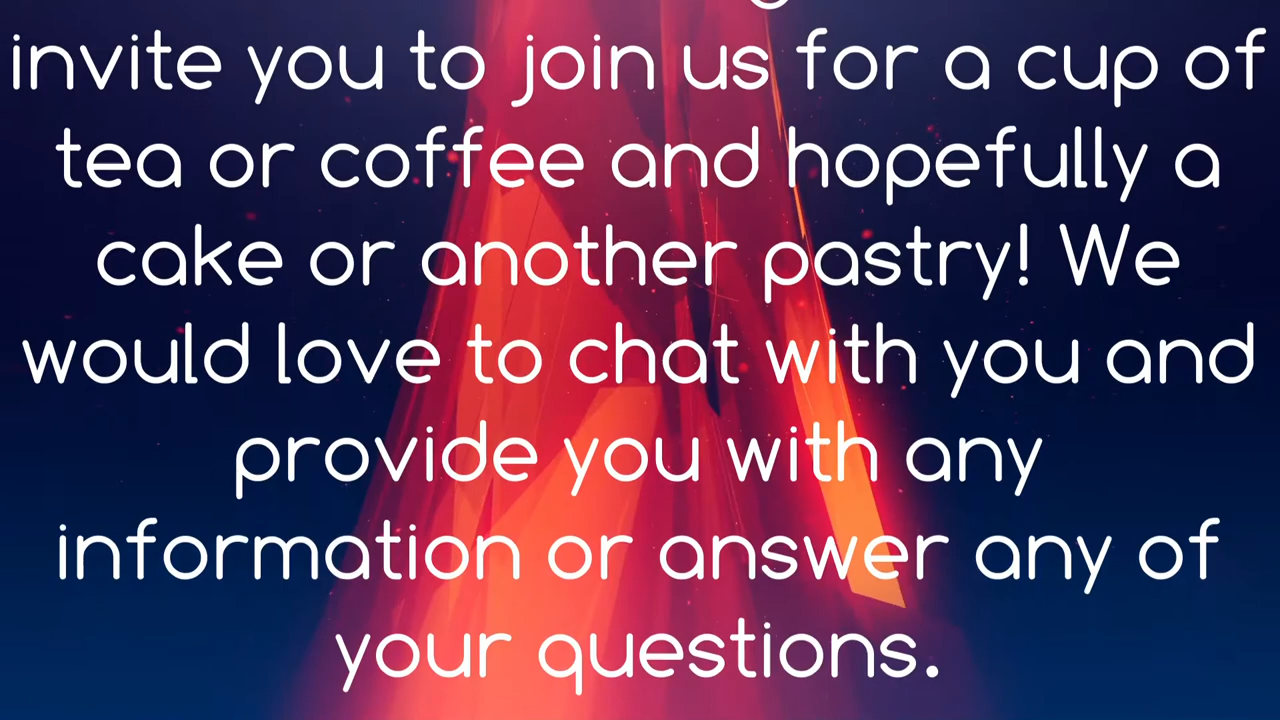 invite you to join us for a cup of
tea or coffee and hopefully a
cake or another pastry! We
would love to chat with you and
provide you with any
information or answer any of
your questions.